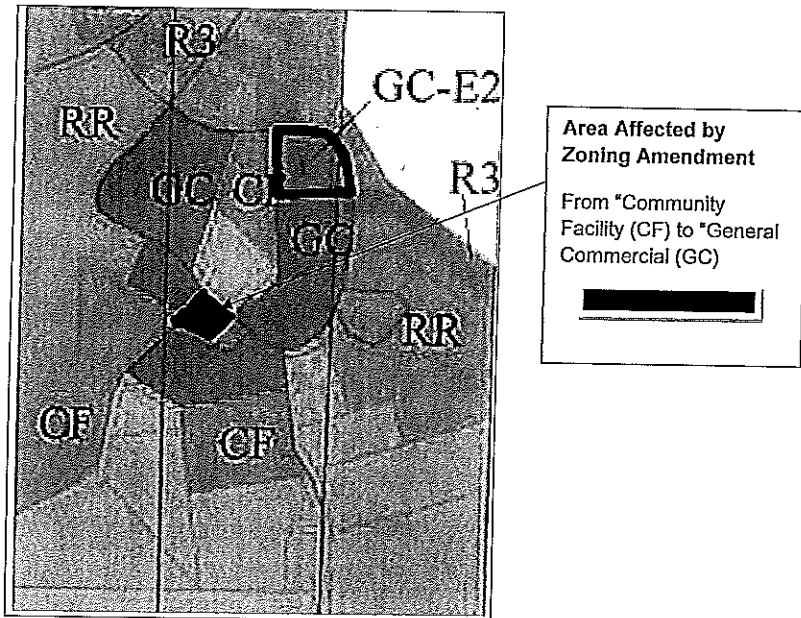 R3
GC-E2
RR
GC
CF
R3
GC
RR
CF
CF
Area Affected by
Zoning Amendment
From "Community
Facility (CF) to "General
Commercial (GC)